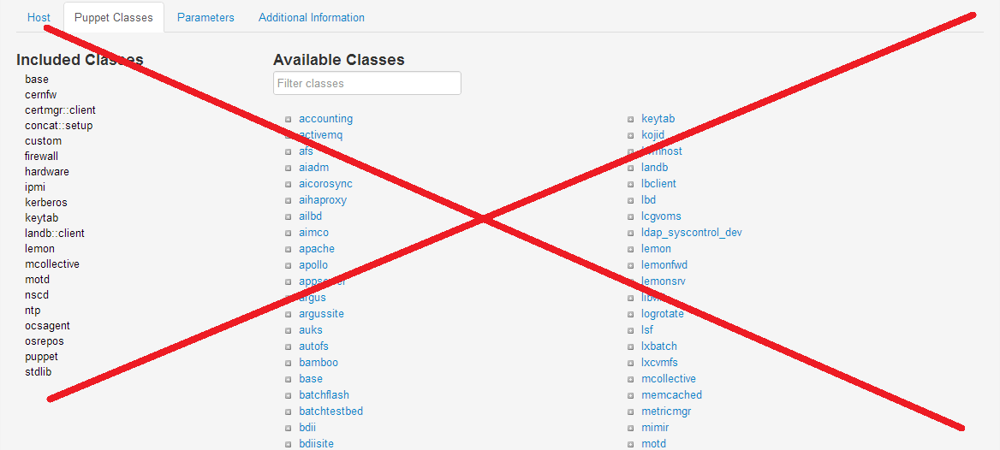 Host Puppet Classes Parameters Additional Information
Included Classes
base
cernfw
certmgr::client
concat::setup
custom
firewall
hardware
ipmi
kerberos
keytab
landb::client
lemon
mcollective
motd
nscd
ntp
ocsagent
osrepos
puppet
stdlib
Available Classes
Filter classes
accounting
activemq
afs
aiadm
aicorosync
aihaproxy
ailbd
aimco
apache
apollo
appserver
argus
argussite
auks
autofs
bamboo
base
batchflash
batchtestbed
bdii
bdiisite
keytab
kojid
landb
lbclient
lbd
lcgvoms
ldap_syscontrol_dev
lemon
lemonfwd
lemonsrv
logrotate
lsf
lxbatch
lxcvmfs
mcollective
memcached
metricmgr
mimir
motd